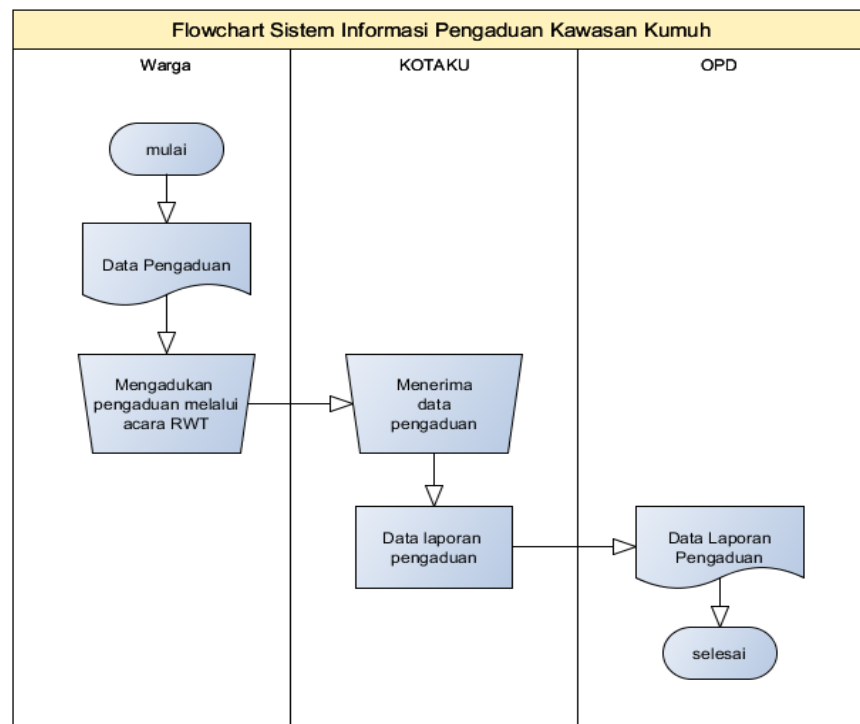 Flowchart Sistem Informasi Pengaduan Kawasan Kumuh
Warga
KOTAKU
OPD
mulai
Data Pengaduan
Mengadukan
pengaduan melalui
acara RWT
Menerima
data
pengaduan
Data laporan
pengaduan
Data Laporan
Pengaduan
selesai